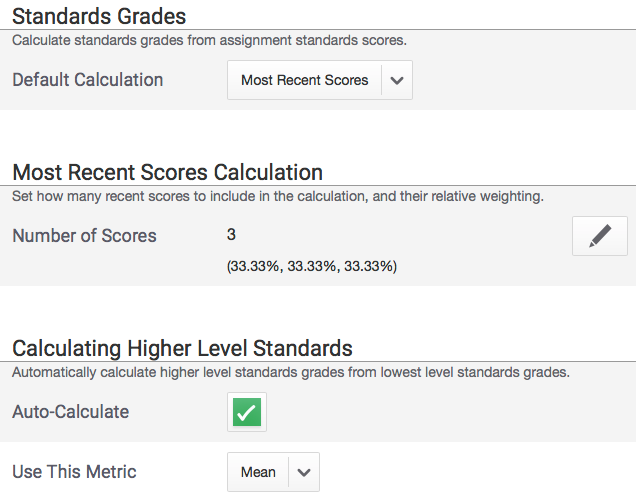 Standards Grades
Calculate standards grades from assignment standards scores.
Default Calculation Most Recent Scores
Most Recent Scores Calculation
Set how many recent scores to include in the calculation, and their relative weighting.
Number of Scores 3
(33.33%, 33.33%, 33.33%)
Calculating Higher Level Standards
Automatically calculate higher level standards grades from lowest level standards grades.
Auto-Calculate
Use This Metric Mean